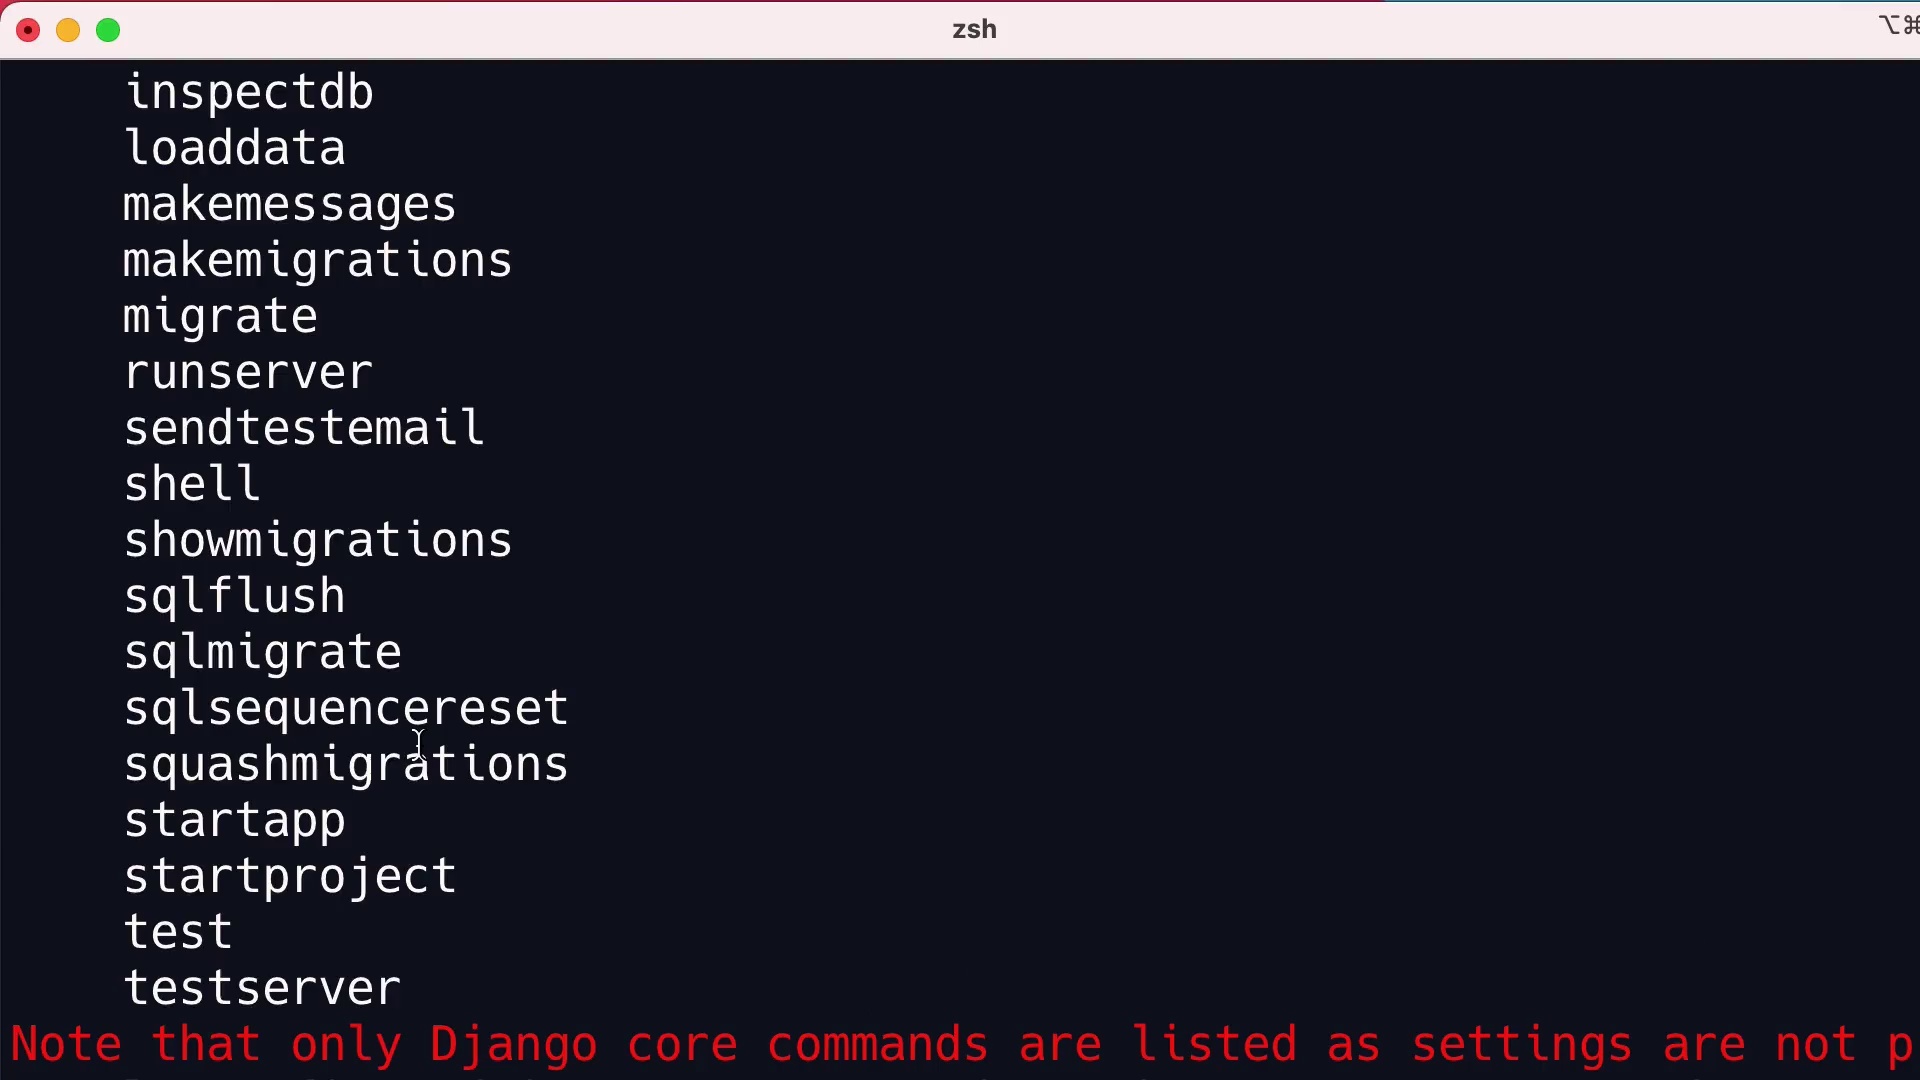 zsh
⌥⌘
inspectdb
loaddata
makemessages
makemigrations
migrate
runserver
sendtestemail
shell
showmigrations
sqlflush
sqlmigrate
sqlsequencereset
squashmigrations
startapp
startproject
test
testserver
Note that only Django core commands are listed as settings are not p